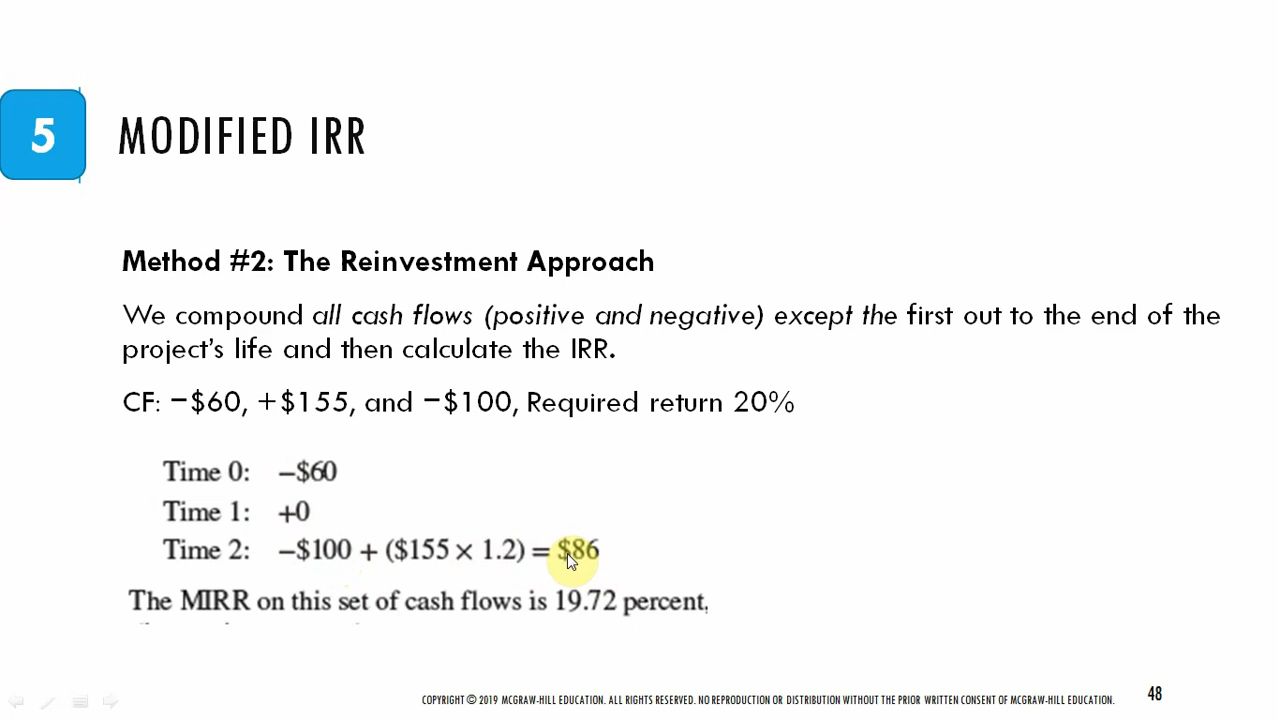 5
MODIFIED IRR
Method #2: The Reinvestment Approach
We compound all cash flows (positive and negative) except the first out to the end of the
project's life and then calculate the IRR.
CF: −$60, +$155, and −$100, Required return 20%
Time 0: −$60
Time 1: +0
Time 2: −$100 + ($155 × 1.2) = $86
The MIRR on this set of cash flows is 19.72 percent,
COPYRIGHT © 2019 MCGRAW-HILL EDUCATION. ALL RIGHTS RESERVED. NO REPRODUCTION OR DISTRIBUTION WITHOUT THE PRIOR WRITTEN CONSENT OF MCGRAW-HILL EDUCATION.
48